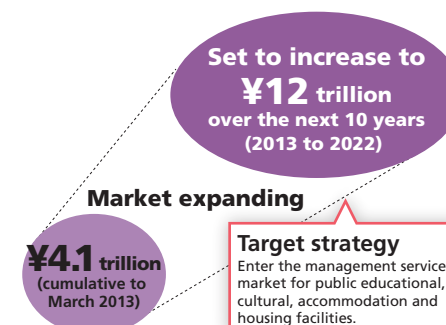 Set to increase to
¥12 trillion
over the next 10 years
(2013 to 2022)
Market expanding
¥4.1 trillion
(cumulative to
March 2013)
Target strategy
Enter the management service
market for public educational,
cultural, accommodation and
housing facilities.